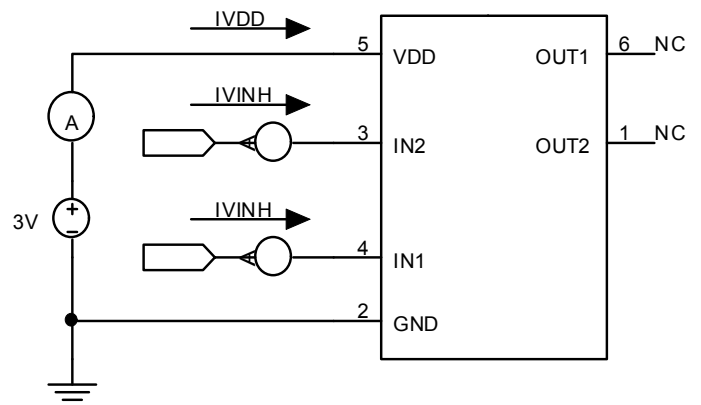 IVDD
5 VDD OUT1 6 NC
A
IVINH
3 IN2 OUT2 1 NC
3V + –
IVINH
4 IN1
2 GND